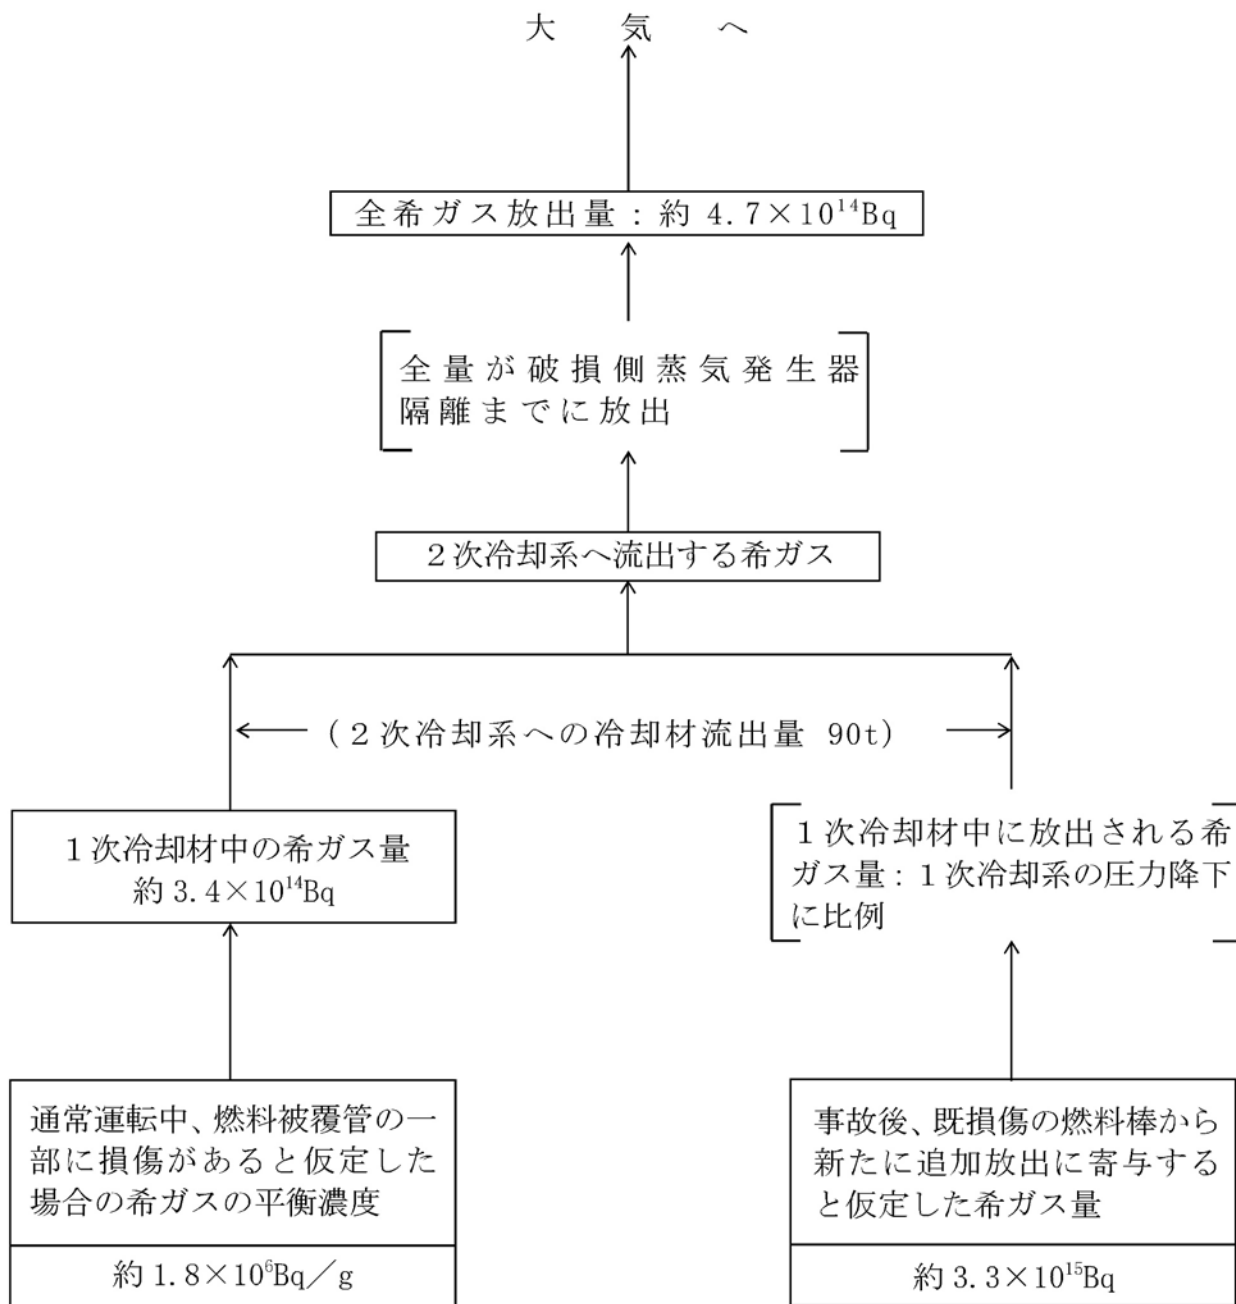 大気へ
全希ガス放出量：約 4.7×10¹⁴Bq
全量が破損側蒸気発生器
隔離までに放出
2次冷却系へ流出する希ガス
(2次冷却系への冷却材流出量 90t)
1次冷却材中の希ガス量
約 3.4×10¹⁴Bq
1次冷却材中に放出される希
ガス量：1次冷却系の圧力降下
に比例
通常運転中、燃料被覆管の一
部に損傷があると仮定した
場合の希ガスの平衡濃度
約 1.8×10⁶Bq／g
事故後、既損傷の燃料棒から
新たに追加放出に寄与する
と仮定した希ガス量
約 3.3×10¹⁵Bq